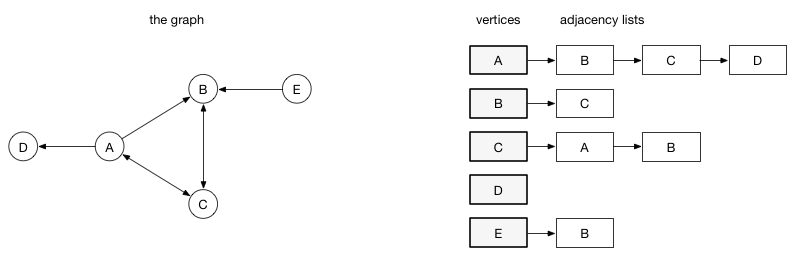 the graph
B
E
D
A
C
vertices adjacency lists
A B C D
B C
C A B
D
E B